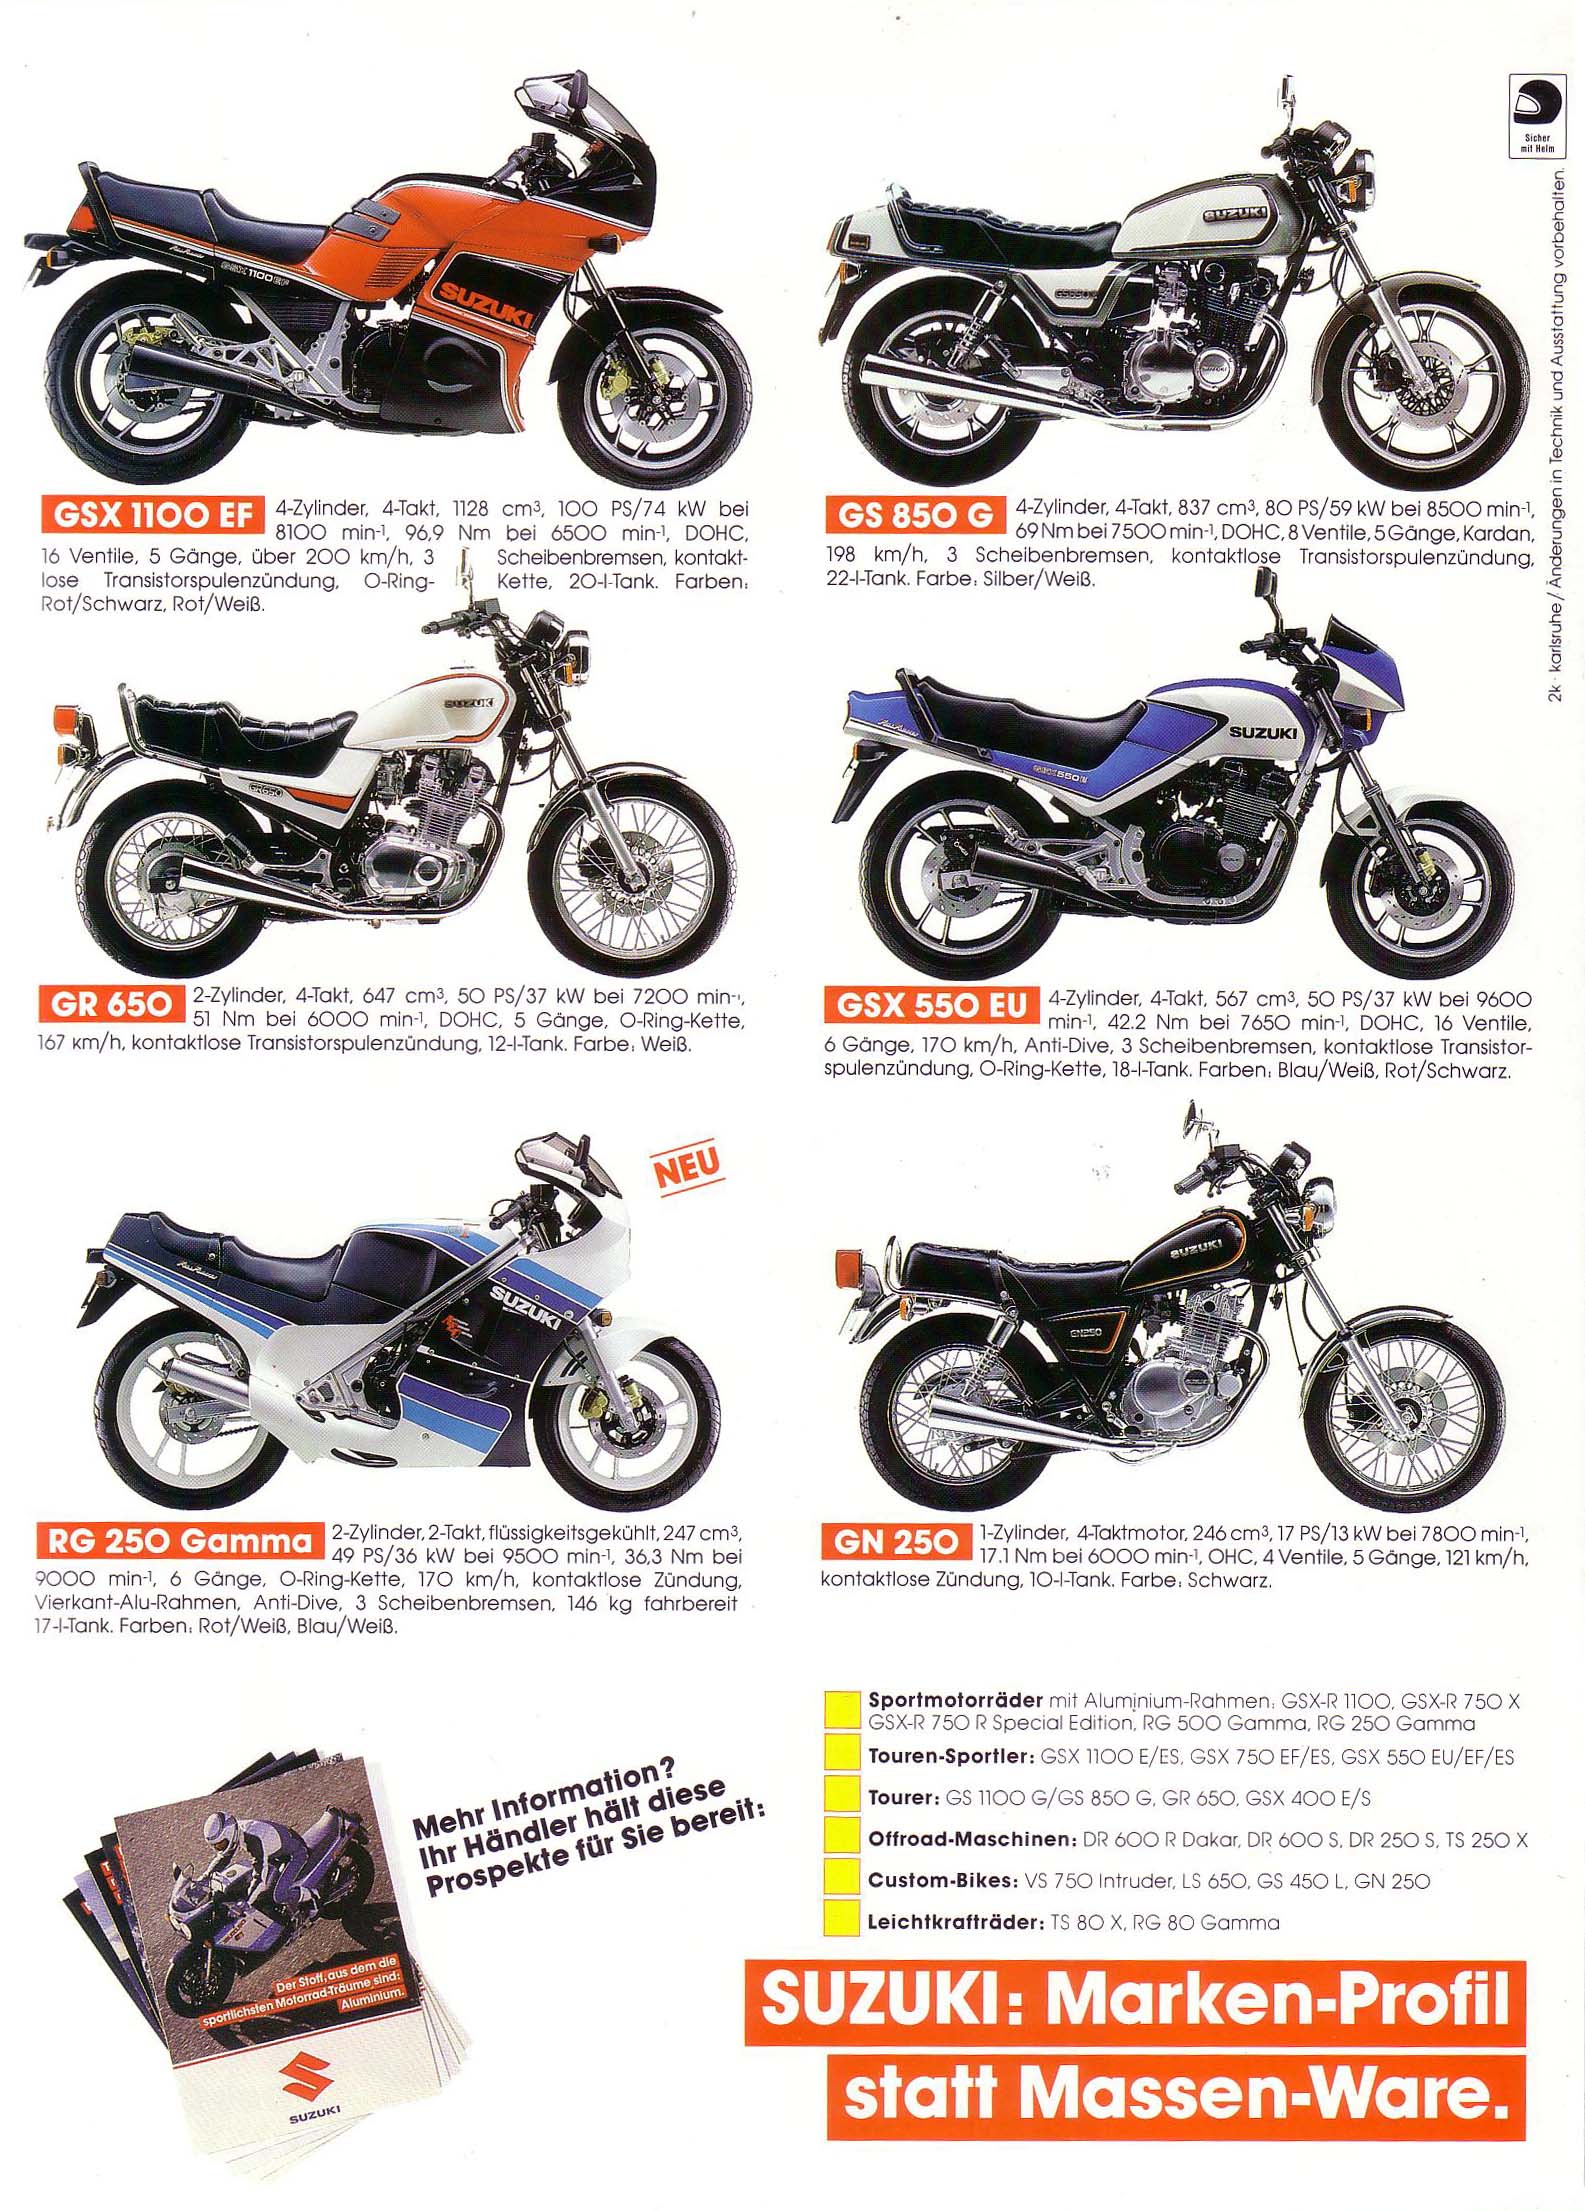 Sicher
mit Helm
SUZUKI
GSX 1100 EF
GSX 1100 EF
4-Zylinder, 4-Takt, 1128 cm³, 100 PS/74 kW bei
8100 min-¹, 96,9 Nm bei 6500 min-¹, DOHC,
16 Ventile, 5 Gänge, über 200 km/h, 3 Scheibenbremsen, kontakt-
lose Transistorspulenzündung, O-Ring-Kette, 20-l-Tank. Farben:
Rot/Schwarz, Rot/Weiß.
SUZUKI
GS850
GS 850 G
4-Zylinder, 4-Takt, 837 cm³, 80 PS/59 kW bei 8500 min-¹,
69 Nm bei 7500 min-¹, DOHC, 8 Ventile, 5 Gänge, Kardan,
198 km/h, 3 Scheibenbremsen, kontaktlose Transistorspulenzündung,
22-l-Tank. Farbe: Silber/Weiß.
2k · karlsruhe / Änderungen in Technik und Ausstattung vorbehalten.
SUZUKI
GR650
GR 650
2-Zylinder, 4-Takt, 647 cm³, 50 PS/37 kW bei 7200 min-¹,
51 Nm bei 6000 min-¹, DOHC, 5 Gänge, O-Ring-Kette,
167 km/h, kontaktlose Transistorspulenzündung, 12-l-Tank. Farbe: Weiß.
SUZUKI
GSX550E
GSX 550 EU
4-Zylinder, 4-Takt, 567 cm³, 50 PS/37 kW bei 9600
min-¹, 42.2 Nm bei 7650 min-¹, DOHC, 16 Ventile,
6 Gänge, 170 km/h, Anti-Dive, 3 Scheibenbremsen, kontaktlose Transistor-
spulenzündung, O-Ring-Kette, 18-l-Tank. Farben: Blau/Weiß, Rot/Schwarz.
NEU
SUZUKI
RG 250 Gamma
2-Zylinder, 2-Takt, flüssigkeitsgekühlt, 247 cm³,
49 PS/36 kW bei 9500 min-¹, 36,3 Nm bei
9000 min-¹, 6 Gänge, O-Ring-Kette, 170 km/h, kontaktlose Zündung,
Vierkant-Alu-Rahmen, Anti-Dive, 3 Scheibenbremsen, 146 kg fahrbereit
17-l-Tank. Farben: Rot/Weiß, Blau/Weiß.
SUZUKI
GN250
GN 250
1-Zylinder, 4-Taktmotor, 246 cm³, 17 PS/13 kW bei 7800 min-¹,
17.1 Nm bei 6000 min-¹, OHC, 4 Ventile, 5 Gänge, 121 km/h,
kontaktlose Zündung, 10-l-Tank. Farbe: Schwarz.
Mehr Information?
Ihr Händler hält diese
Prospekte für Sie bereit:
Der Stoff, aus dem die
sportlichsten Motorrad-Träume sind:
Aluminium.
SUZUKI
Sportmotorräder mit Aluminium-Rahmen: GSX-R 1100, GSX-R 750 X
GSX-R 750 R Special Edition, RG 500 Gamma, RG 250 Gamma
Touren-Sportler: GSX 1100 E/ES, GSX 750 EF/ES, GSX 550 EU/EF/ES
Tourer: GS 1100 G/GS 850 G, GR 650, GSX 400 E/S
Offroad-Maschinen: DR 600 R Dakar, DR 600 S, DR 250 S, TS 250 X
Custom-Bikes: VS 750 Intruder, LS 650, GS 450 L, GN 250
Leichtkrafträder: TS 80 X, RG 80 Gamma
SUZUKI: Marken-Profil
statt Massen-Ware.